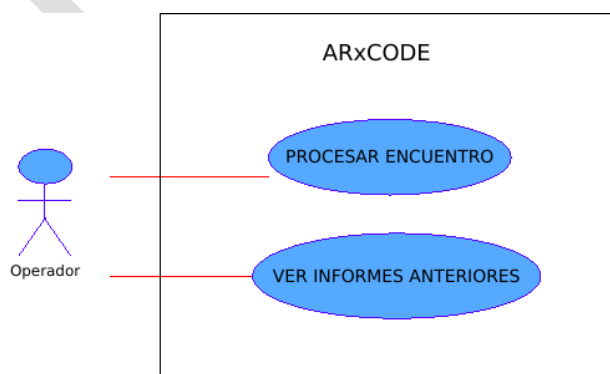 ARxCODE
PROCESAR ENCUENTRO
VER INFORMES ANTERIORES
Operador